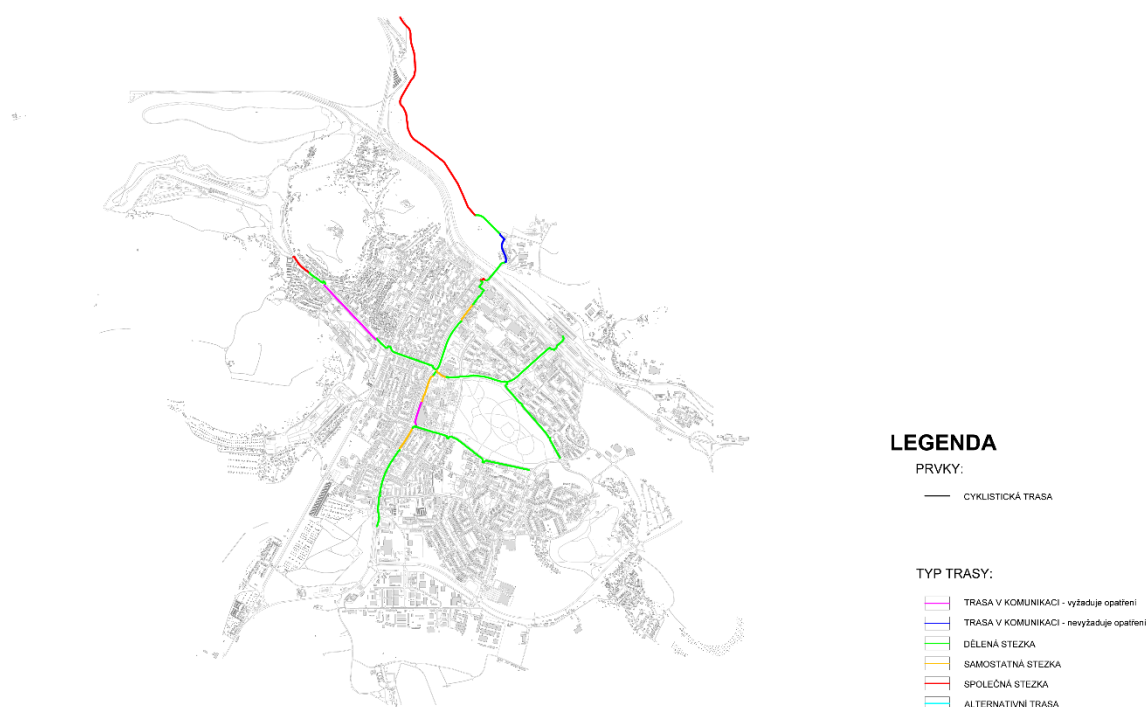 LEGENDA
PRVKY:
CYKLISTICKÁ TRASA
TYP TRASY:
TRASA V KOMUNIKACI - vyžaduje opatření
TRASA V KOMUNIKACI - nevyžaduje opatření
DĚLENÁ STEZKA
SAMOSTATNÁ STEZKA
SPOLEČNÁ STEZKA
ALTERNATIVNÍ TRASA